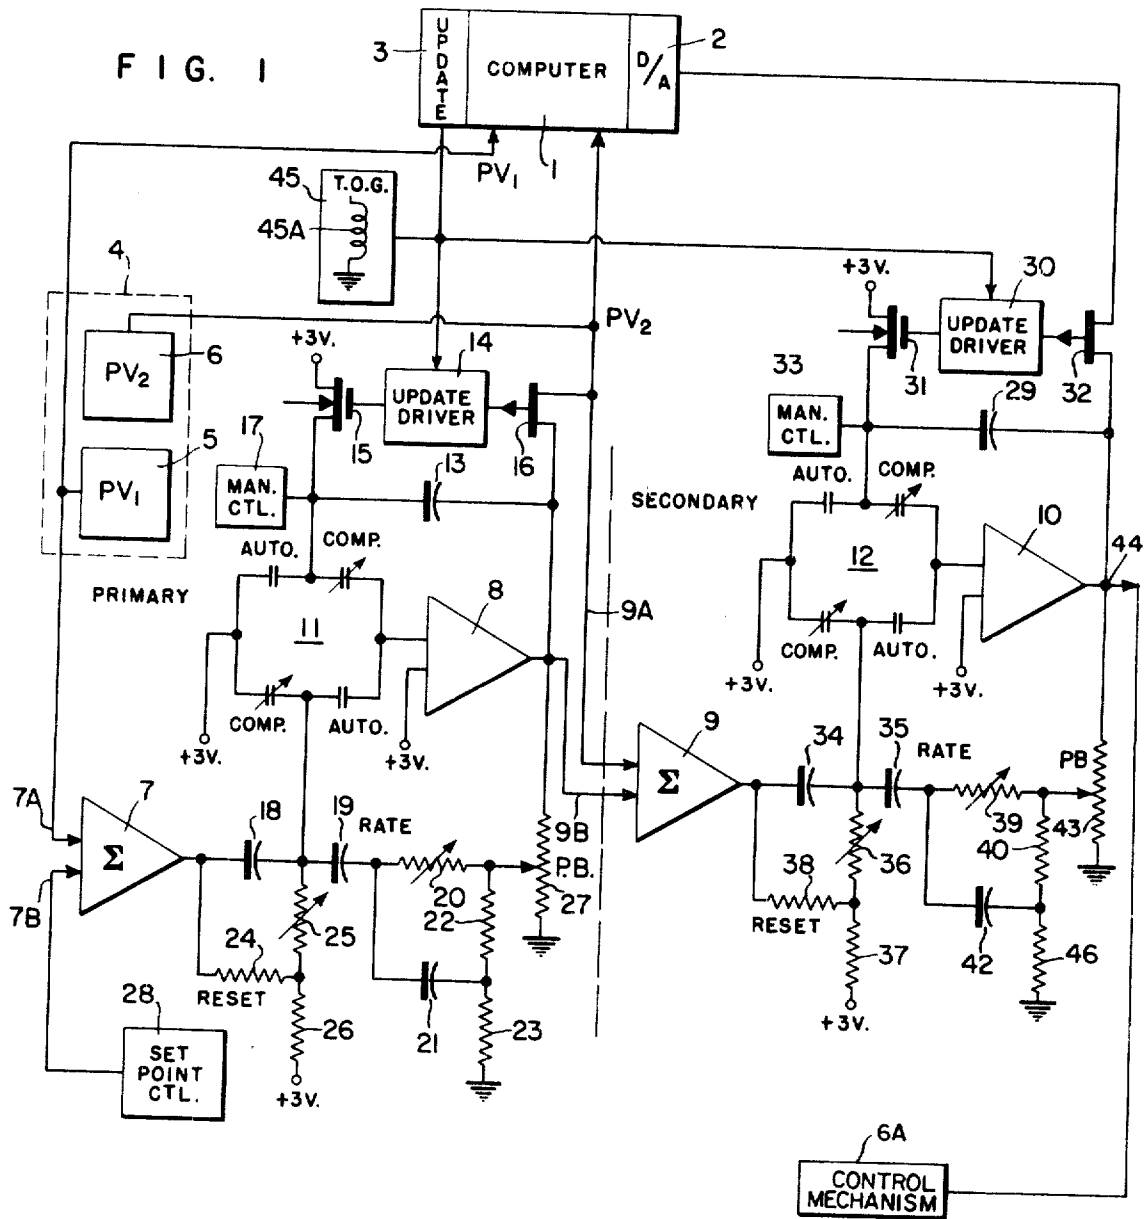 FIG. 1
3
UPDATE
COMPUTER
D/A
2
1
PV1
45
T.O.G.
45A
4
PV2
6
PV1
5
PRIMARY
+3V.
14
UPDATE
DRIVER
15
16
PV2
17
MAN.
CTL.
13
AUTO.
COMP.
11
COMP.
AUTO.
+3V.
8
+3V.
9A
9B
SECONDARY
+3V.
30
UPDATE
DRIVER
31
32
33
MAN.
CTL.
29
AUTO.
COMP.
12
COMP.
AUTO.
+3V.
10
+3V.
44
7A
7B
7
Σ
18
19
RATE
20
P.B.
27
22
24
RESET
25
26
+3V.
21
23
28
SET
POINT
CTL.
9
Σ
34
35
RATE
PB
39
43
36
40
38
RESET
37
+3V.
42
46
6A
CONTROL
MECHANISM